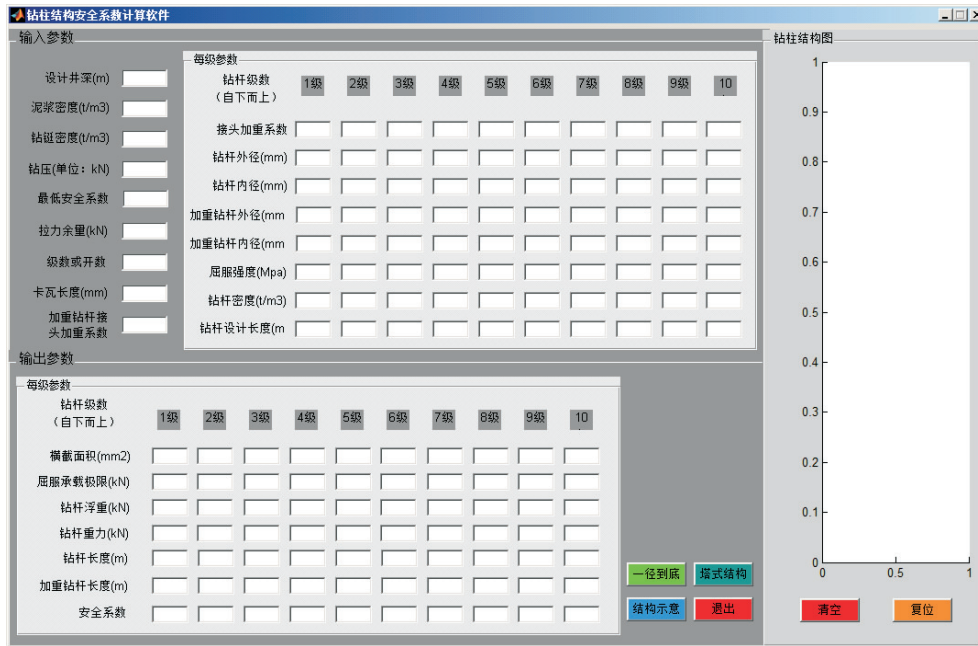 钻柱结构安全系数计算软件
输入参数
设计井深(m)
泥浆密度(t/m3)
钻铤密度(t/m3)
钻压(单位：kN)
最低安全系数
拉力余量(kN)
级数或开数
卡瓦长度(mm)
加重钻杆接
头加重系数
每级参数
钻杆级数
（自下而上）
1级 2级 3级 4级 5级 6级 7级 8级 9级 10
接头加重系数
钻杆外径(mm)
钻杆内径(mm)
加重钻杆外径(mm
加重钻杆内径(mm
屈服强度(Mpa)
钻杆密度(t/m3)
钻杆设计长度(m
输出参数
每级参数
钻杆级数
（自下而上）
1级 2级 3级 4级 5级 6级 7级 8级 9级 10
横截面积(mm2)
屈服承载极限(kN)
钻杆浮重(kN)
钻杆重力(kN)
钻杆长度(m)
加重钻杆长度(m)
安全系数
一径到底 塔式结构
结构示意 退出
钻柱结构图
1
0.9
0.8
0.7
0.6
0.5
0.4
0.3
0.2
0.1
0
0 0.5 1
清空 复位